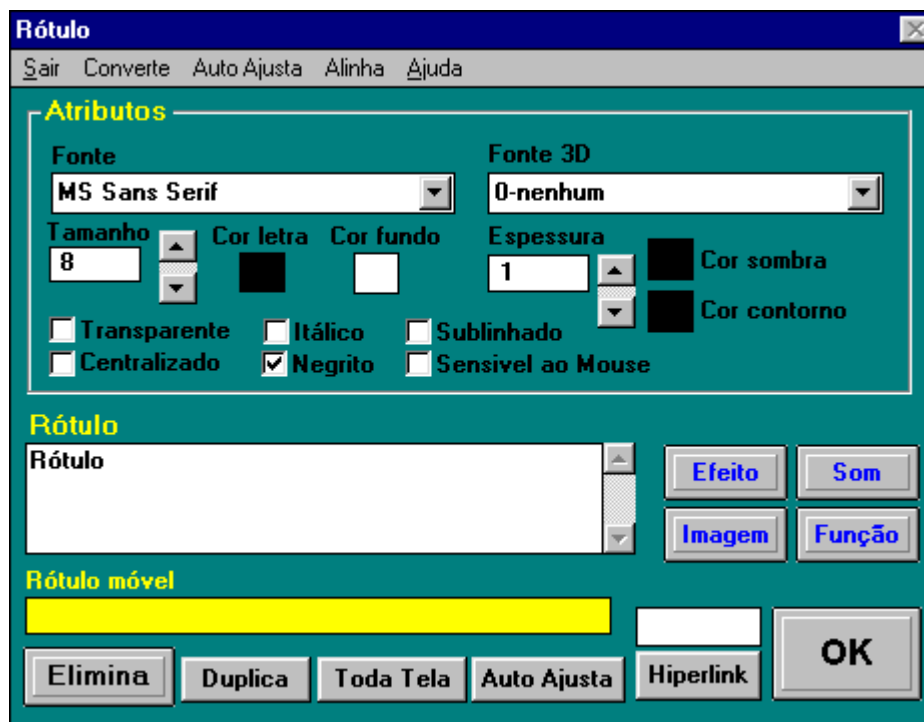 Rótulo
Sair Converte Auto Ajusta Alinha Ajuda
Atributos
Fonte Fonte 3D
MS Sans Serif 0-nenhum
Tamanho Cor letra Cor fundo Espessura
8 1 Cor sombra
Cor contorno
Transparente Itálico Sublinhado
Centralizado Negrito Sensivel ao Mouse
Rótulo
Rótulo
Efeito Som
Imagem Função
Rótulo móvel
Elimina Duplica Toda Tela Auto Ajusta Hiperlink OK